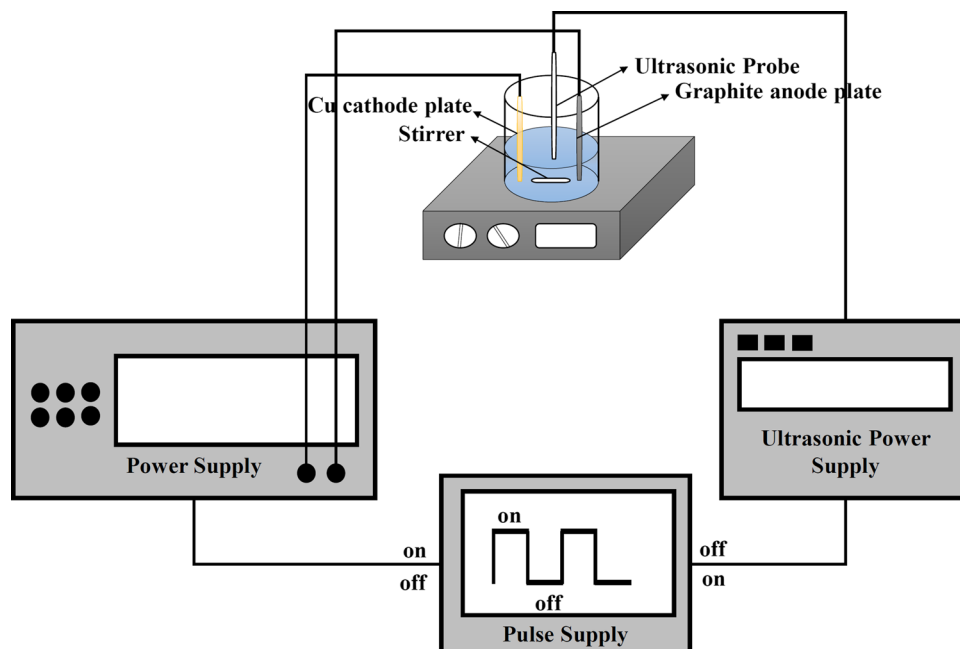 Ultrasonic Probe
Graphite anode plate
Cu cathode plate
Stirrer
Power Supply
Ultrasonic Power
Supply
on
off
on
off
off
on
Pulse Supply